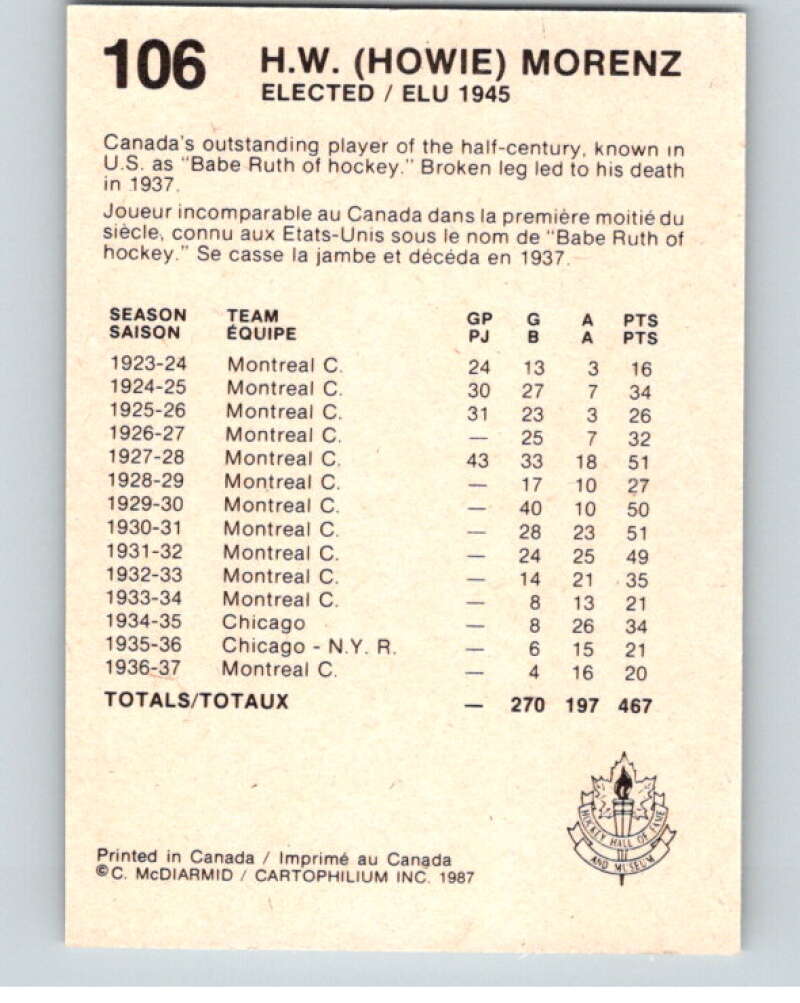 106 H.W. (HOWIE) MORENZ
ELECTED / ELU 1945
Canada's outstanding player of the half-century, known in
U.S. as "Babe Ruth of hockey." Broken leg led to his death
in 1937.
Joueur incomparable au Canada dans la première moitié du
siècle, connu aux Etats-Unis sous le nom de "Babe Ruth of
hockey." Se casse la jambe et décéda en 1937.
SEASON TEAM GP G A PTS
SAISON ÉQUIPE PJ B A PTS
1923-24 Montreal C. 24 13 3 16
1924-25 Montreal C. 30 27 7 34
1925-26 Montreal C. 31 23 3 26
1926-27 Montreal C. — 25 7 32
1927-28 Montreal C. 43 33 18 51
1928-29 Montreal C. — 17 10 27
1929-30 Montreal C. — 40 10 50
1930-31 Montreal C. — 28 23 51
1931-32 Montreal C. — 24 25 49
1932-33 Montreal C. — 14 21 35
1933-34 Montreal C. — 8 13 21
1934-35 Chicago — 8 26 34
1935-36 Chicago - N.Y. R. — 6 15 21
1936-37 Montreal C. — 4 16 20
TOTALS/TOTAUX — 270 197 467
HOCKEY HALL OF FAME
AND MUSEUM
Printed in Canada / Imprimé au Canada
©C. McDIARMID / CARTOPHILIUM INC. 1987